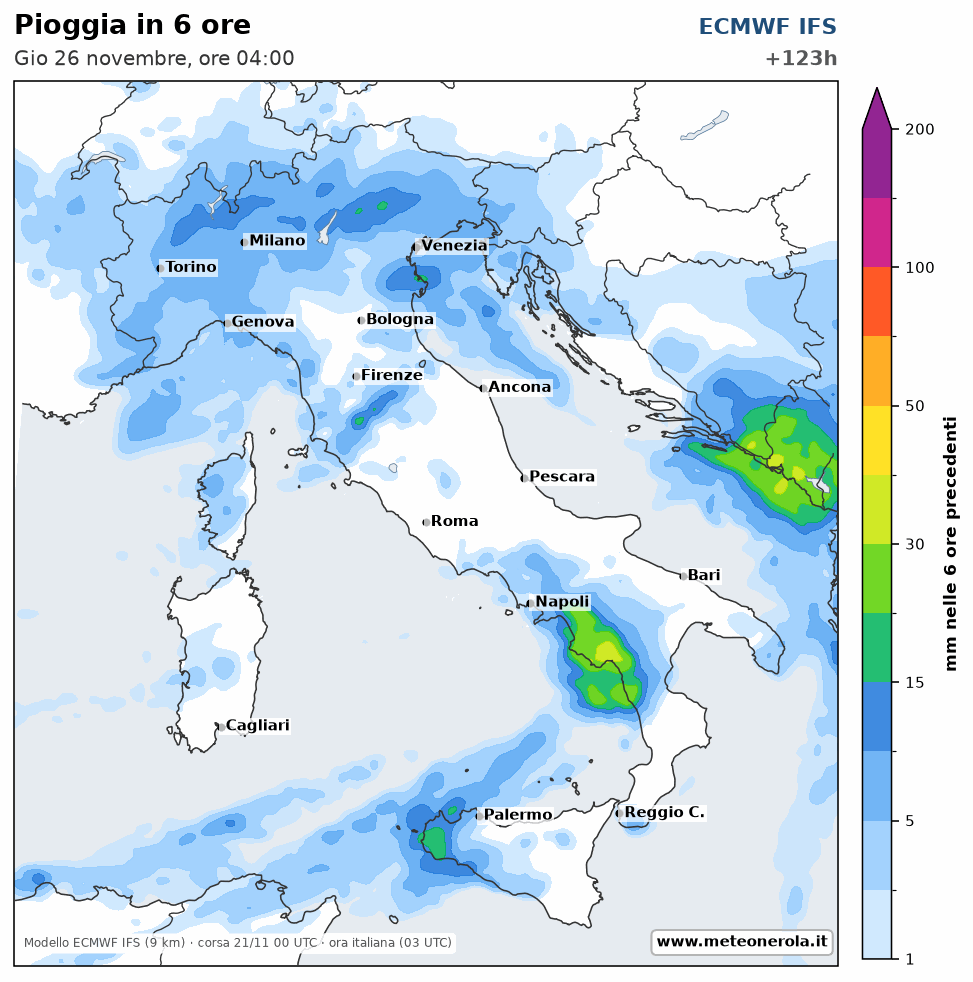 Pioggia in 6 ore
ECMWF IFS
Gio 26 novembre, ore 04:00
+123h
200
100
50
30
15
5
1
mm nelle 6 ore precedenti
Milano
Venezia
Torino
Genova
Bologna
Firenze
Ancona
Pescara
Roma
Bari
Napoli
Cagliari
Palermo
Reggio C.
Modello ECMWF IFS (9 km) · corsa 21/11 00 UTC · ora italiana (03 UTC)
www.meteonerola.it